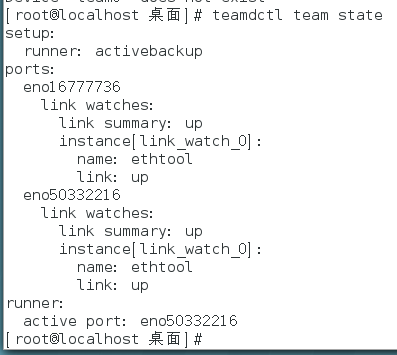 [root@localhost 桌面]# teamdctl team state
setup:
  runner: activebackup
ports:
  eno16777736
    link watches:
      link summary: up
      instance[link_watch_0]:
        name: ethtool
        link: up
  eno50332216
    link watches:
      link summary: up
      instance[link_watch_0]:
        name: ethtool
        link: up
runner:
  active port: eno50332216
[root@localhost 桌面]#